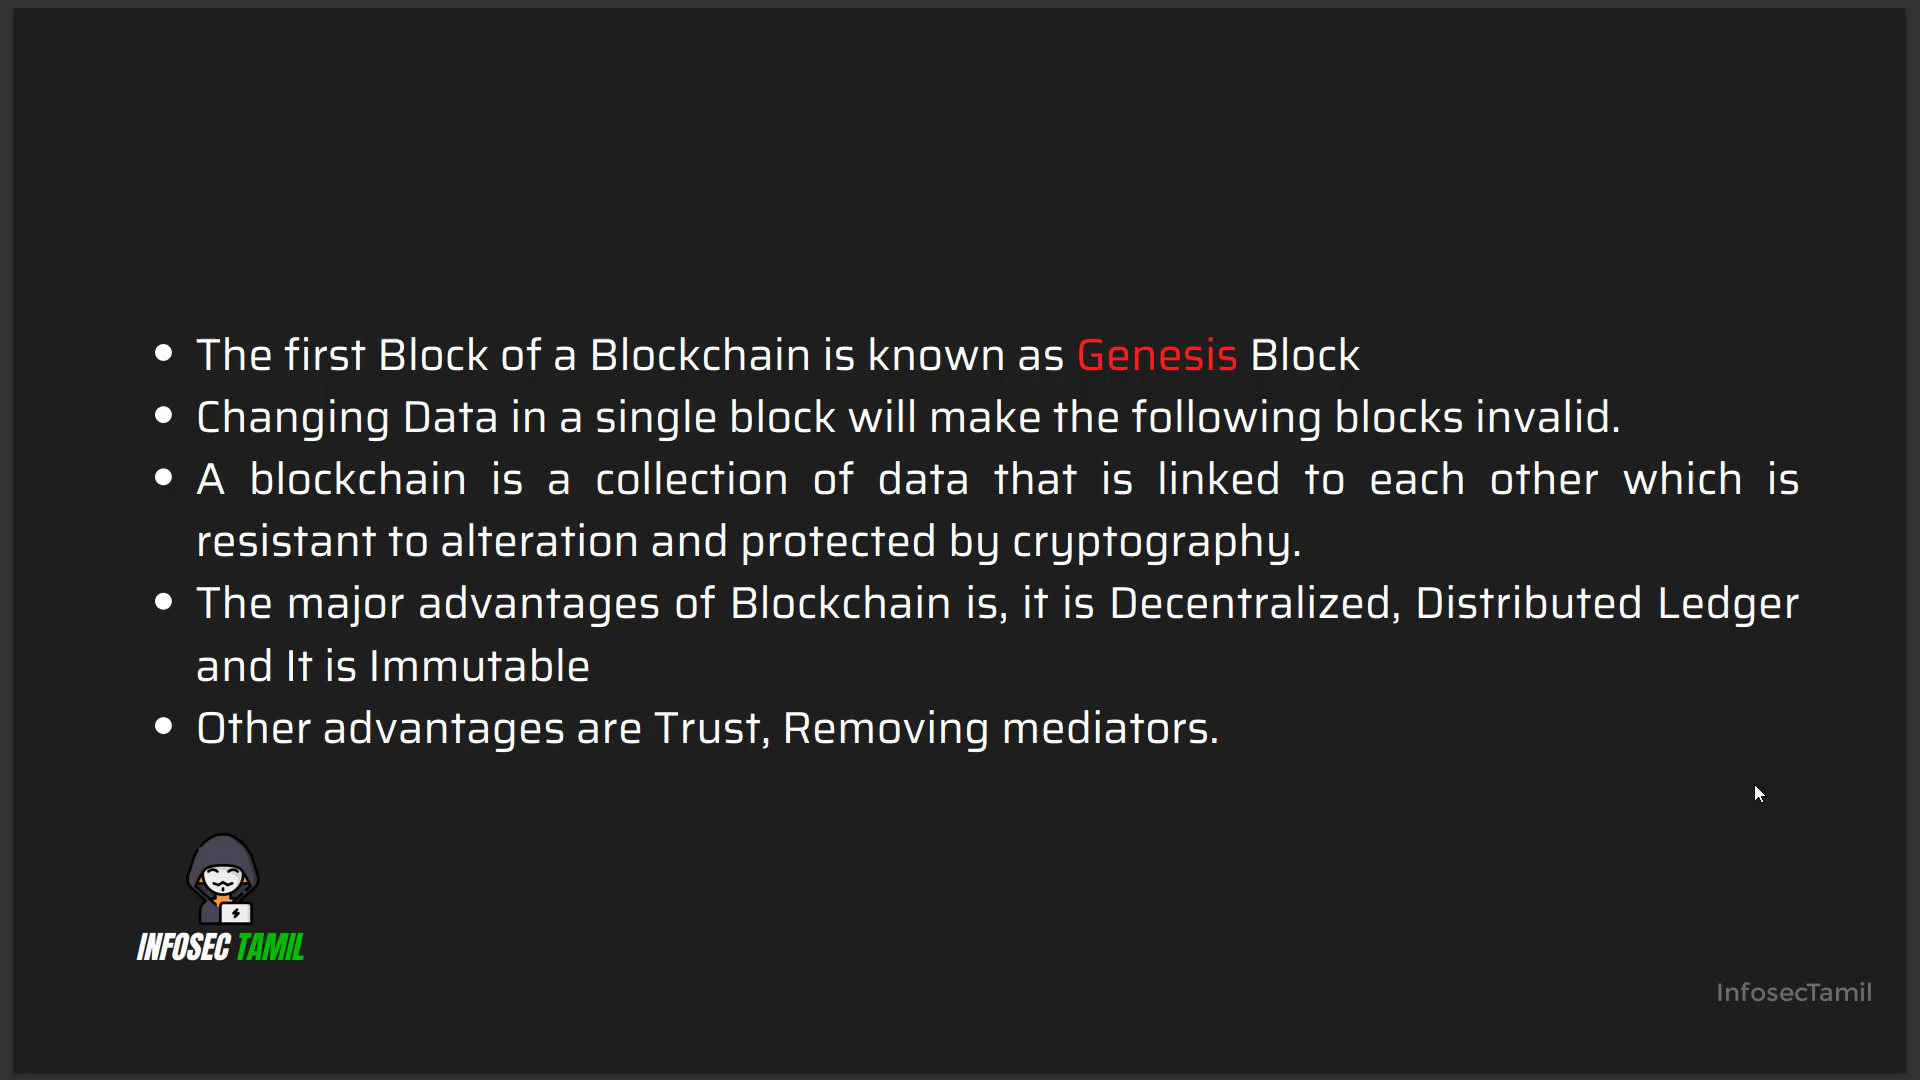 • The first Block of a Blockchain is known as Genesis Block
• Changing Data in a single block will make the following blocks invalid.
• A blockchain is a collection of data that is linked to each other which is
resistant to alteration and protected by cryptography.
• The major advantages of Blockchain is, it is Decentralized, Distributed Ledger
and It is Immutable
• Other advantages are Trust, Removing mediators.
INFOSEC TAMIL
InfosecTamil